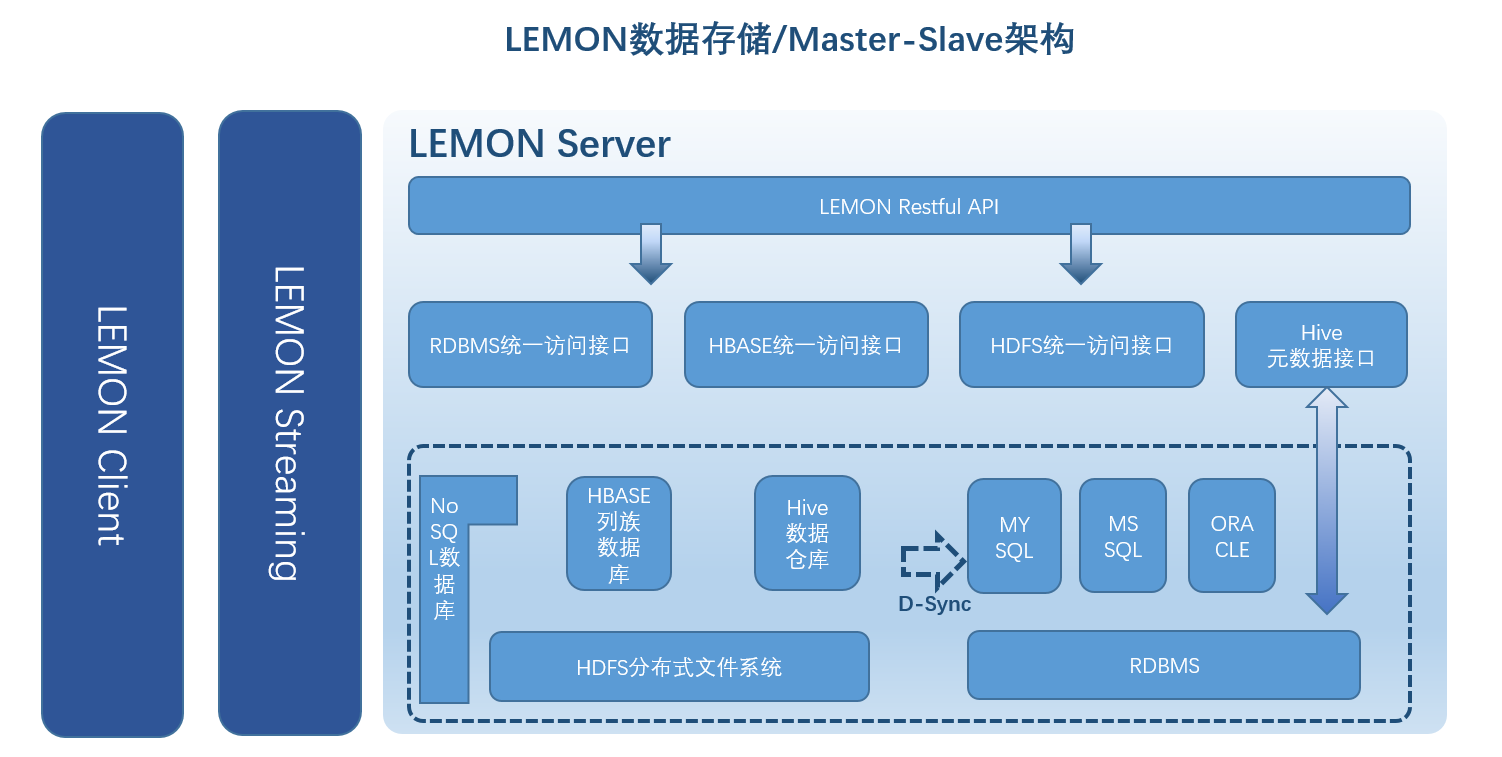 LEMON数据存储/Master-Slave架构
LEMON Client
LEMON Streaming
LEMON Server
LEMON Restful API
RDBMS统一访问接口
HBASE统一访问接口
HDFS统一访问接口
Hive
元数据接口
No
SQ
L数
据
库
HBASE
列族
数据
库
Hive
数据
仓库
D-Sync
MY
SQL
MS
SQL
ORA
CLE
HDFS分布式文件系统
RDBMS